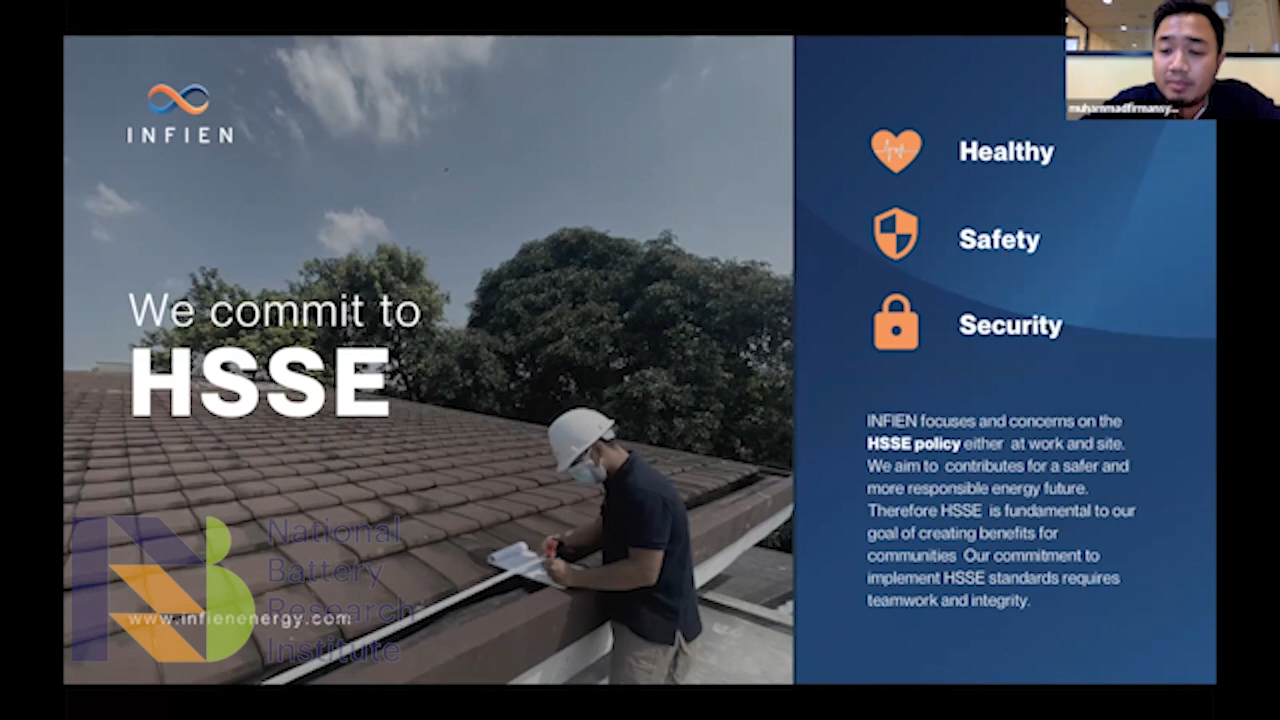 INFIEN
We commit to
HSSE
www.infienenergy.com
National
Battery
Research
Institute
muhammadfirmansy...
Healthy
Safety
Security
INFIEN focuses and concerns on the
HSSE policy either at work and site.
We aim to contributes for a safer and
more responsible energy future.
Therefore HSSE is fundamental to our
goal of creating benefits for
communities Our commitment to
implement HSSE standards requires
teamwork and integrity.